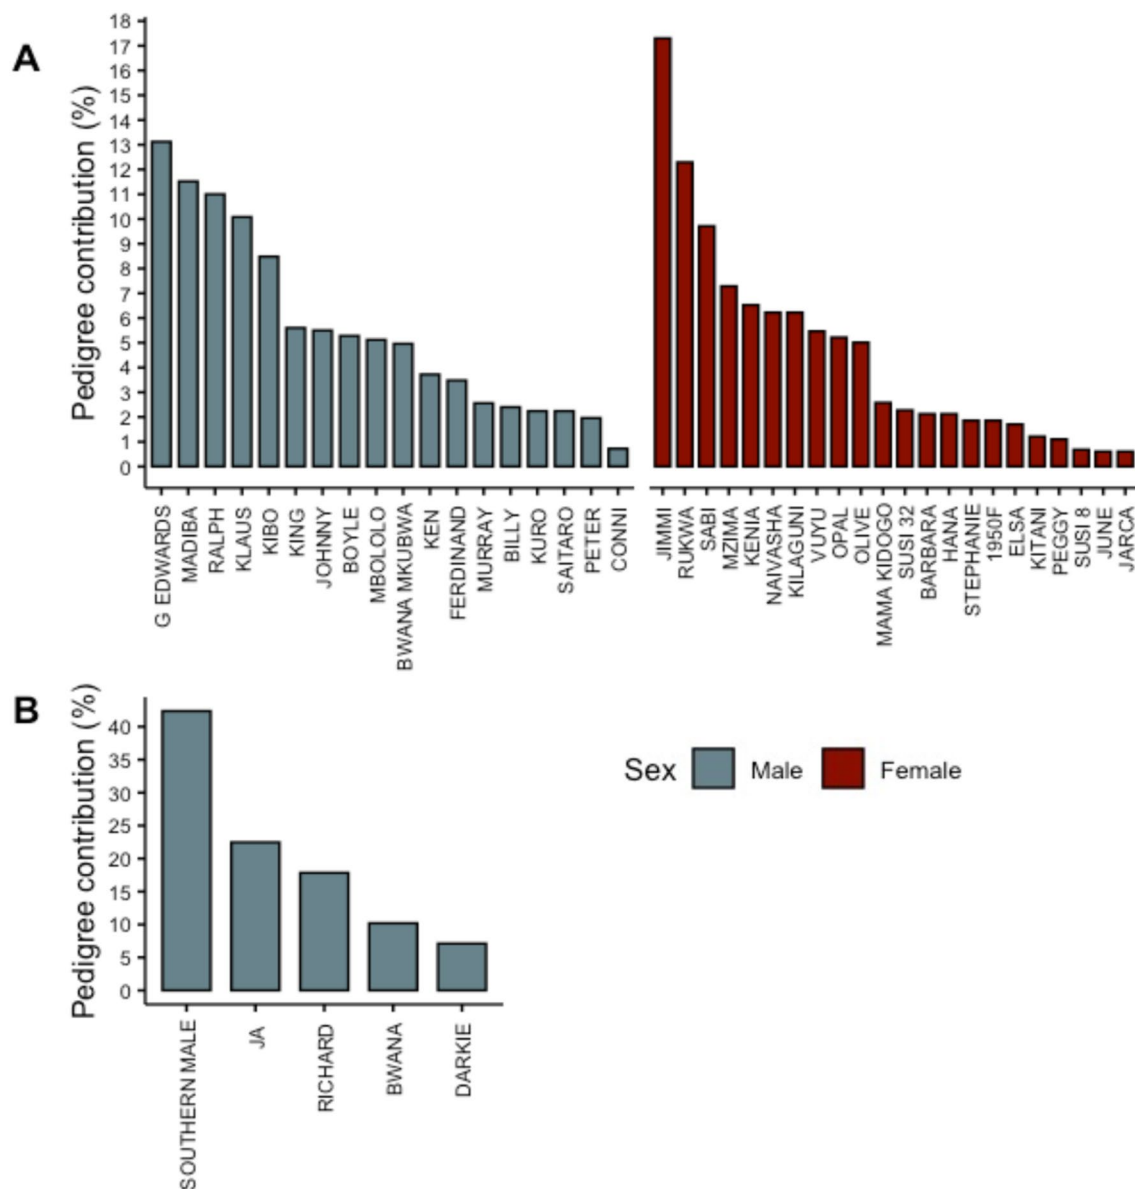 A
Pedigree contribution (%)
18
17
16
15
14
13
12
11
10
9
8
7
6
5
4
3
2
1
0
G EDWARDS
MADIBA
RALPH
KLAUS
KIBO
KING
JOHNNY
BOYLE
MBOLOLO
BWANA MKUBWA
KEN
FERDINAND
MURRAY
BILLY
KURO
SAITARO
PETER
CONNI
JIMMI
RUKWA
SABI
MZIMA
KENIA
NAIVASHA
KILAGUNI
VUYU
OPAL
OLIVE
MAMA KIDOGO
SUSI 32
BARBARA
HANA
STEPHANIE
1950F
ELSA
KITANI
PEGGY
SUSI 8
JUNE
JARCA
B
Pedigree contribution (%)
40
35
30
25
20
15
10
5
0
SOUTHERN MALE
JA
RICHARD
BWANA
DARKIE
Sex Male Female